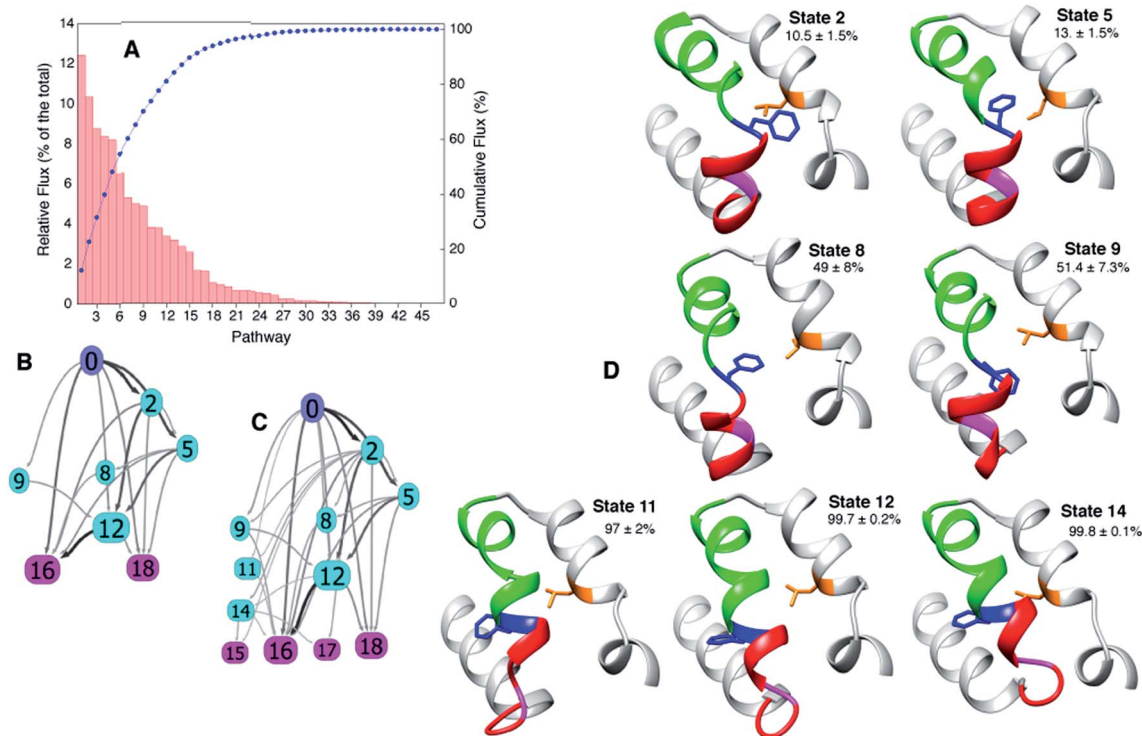 A
Relative Flux (% of the total)
14
12
10
8
6
4
2
0
Cumulative Flux (%)
100
80
60
40
20
0
3 6 9 12 15 18 21 24 27 30 33 36 39 42 45
Pathway
B
0
2
5
9
8
12
16
18
C
0
2
5
9
8
11
12
14
15
16
17
18
D
State 2
10.5 ± 1.5%
State 5
13. ± 1.5%
State 8
49 ± 8%
State 9
51.4 ± 7.3%
State 11
97 ± 2%
State 12
99.7 ± 0.2%
State 14
99.8 ± 0.1%